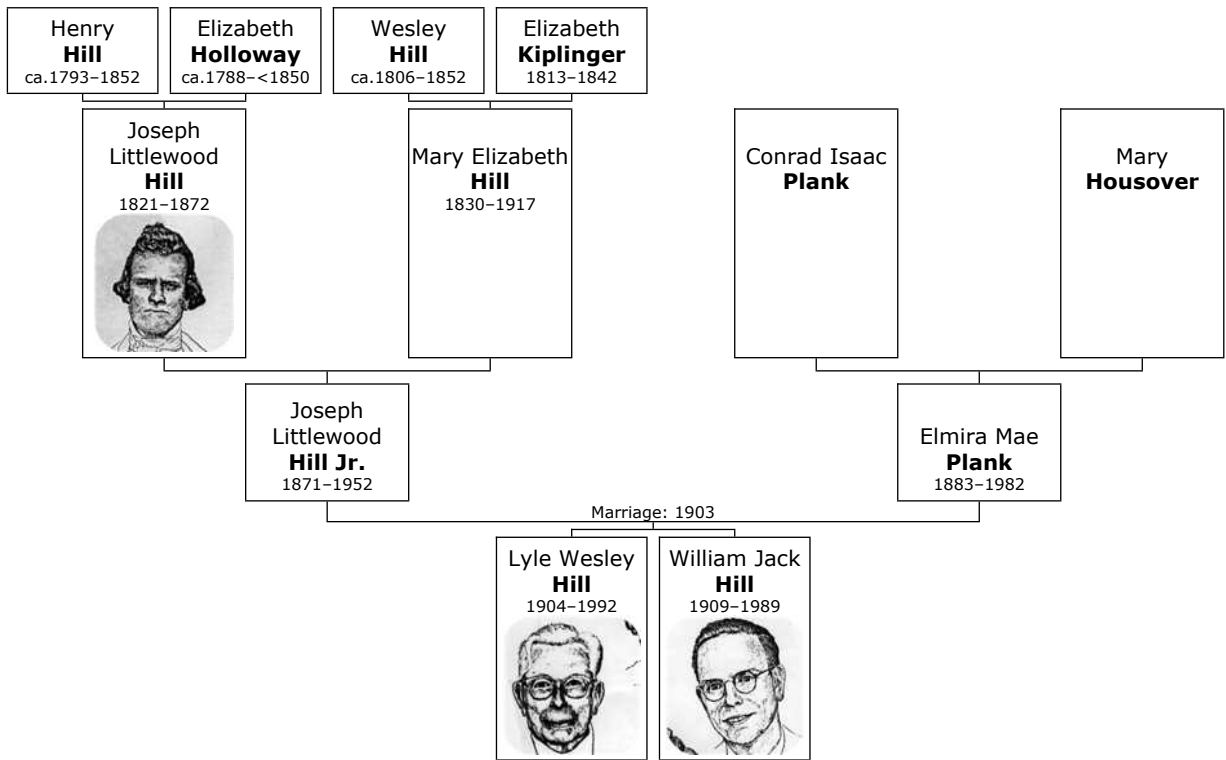 Henry
Hill
ca.1793–1852
Elizabeth
Holloway
ca.1788–<1850
Wesley
Hill
ca.1806–1852
Elizabeth
Kiplinger
1813–1842
Joseph
Littlewood
Hill
1821–1872
Mary Elizabeth
Hill
1830–1917
Conrad Isaac
Plank
Mary
Housover
Joseph
Littlewood
Hill Jr.
1871–1952
Elmira Mae
Plank
1883–1982
Marriage: 1903
Lyle Wesley
Hill
1904–1992
William Jack
Hill
1909–1989